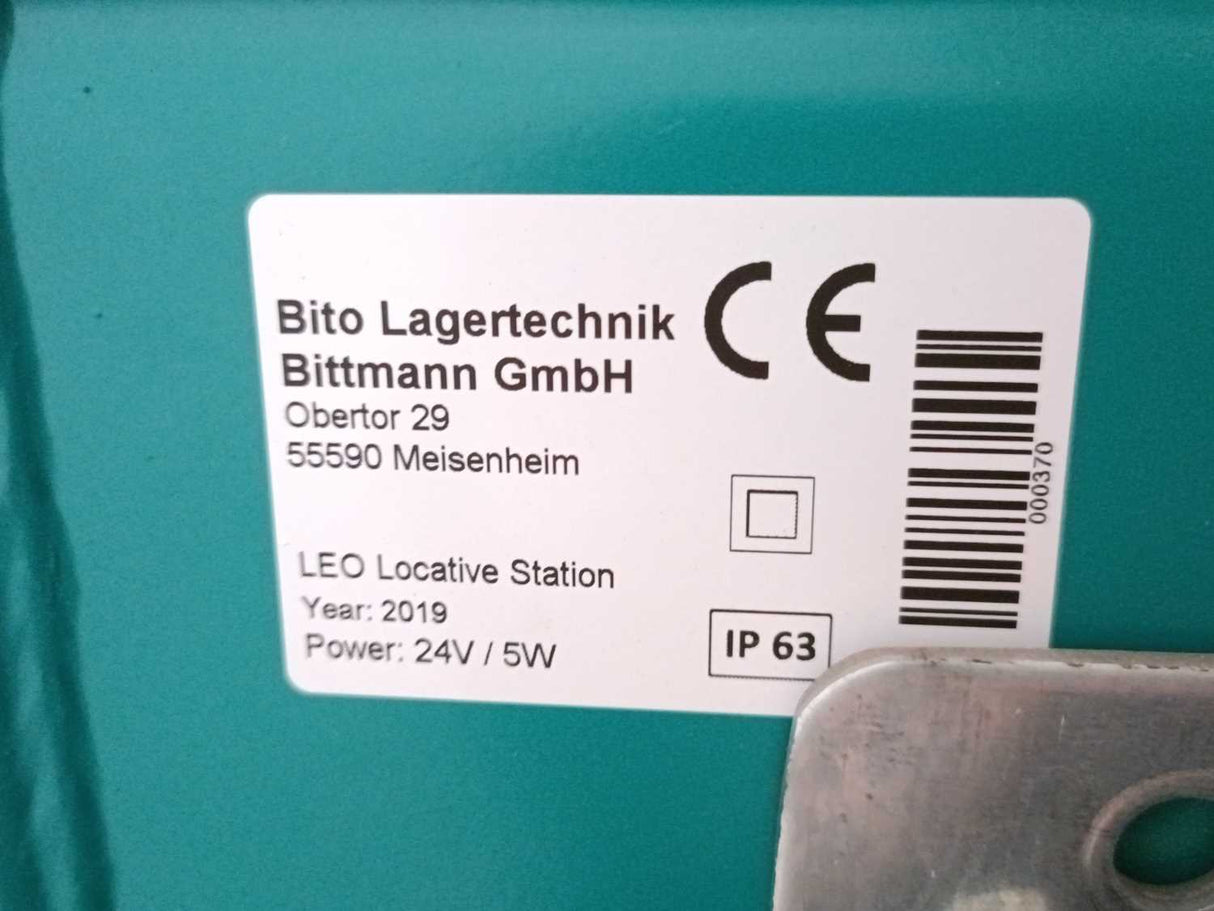 Bito Lagertechnik
Bittmann GmbH
Obertor 29
55590 Meisenheim
CE
LEO Locative Station
Year: 2019
Power: 24V / 5W
IP 63
000370